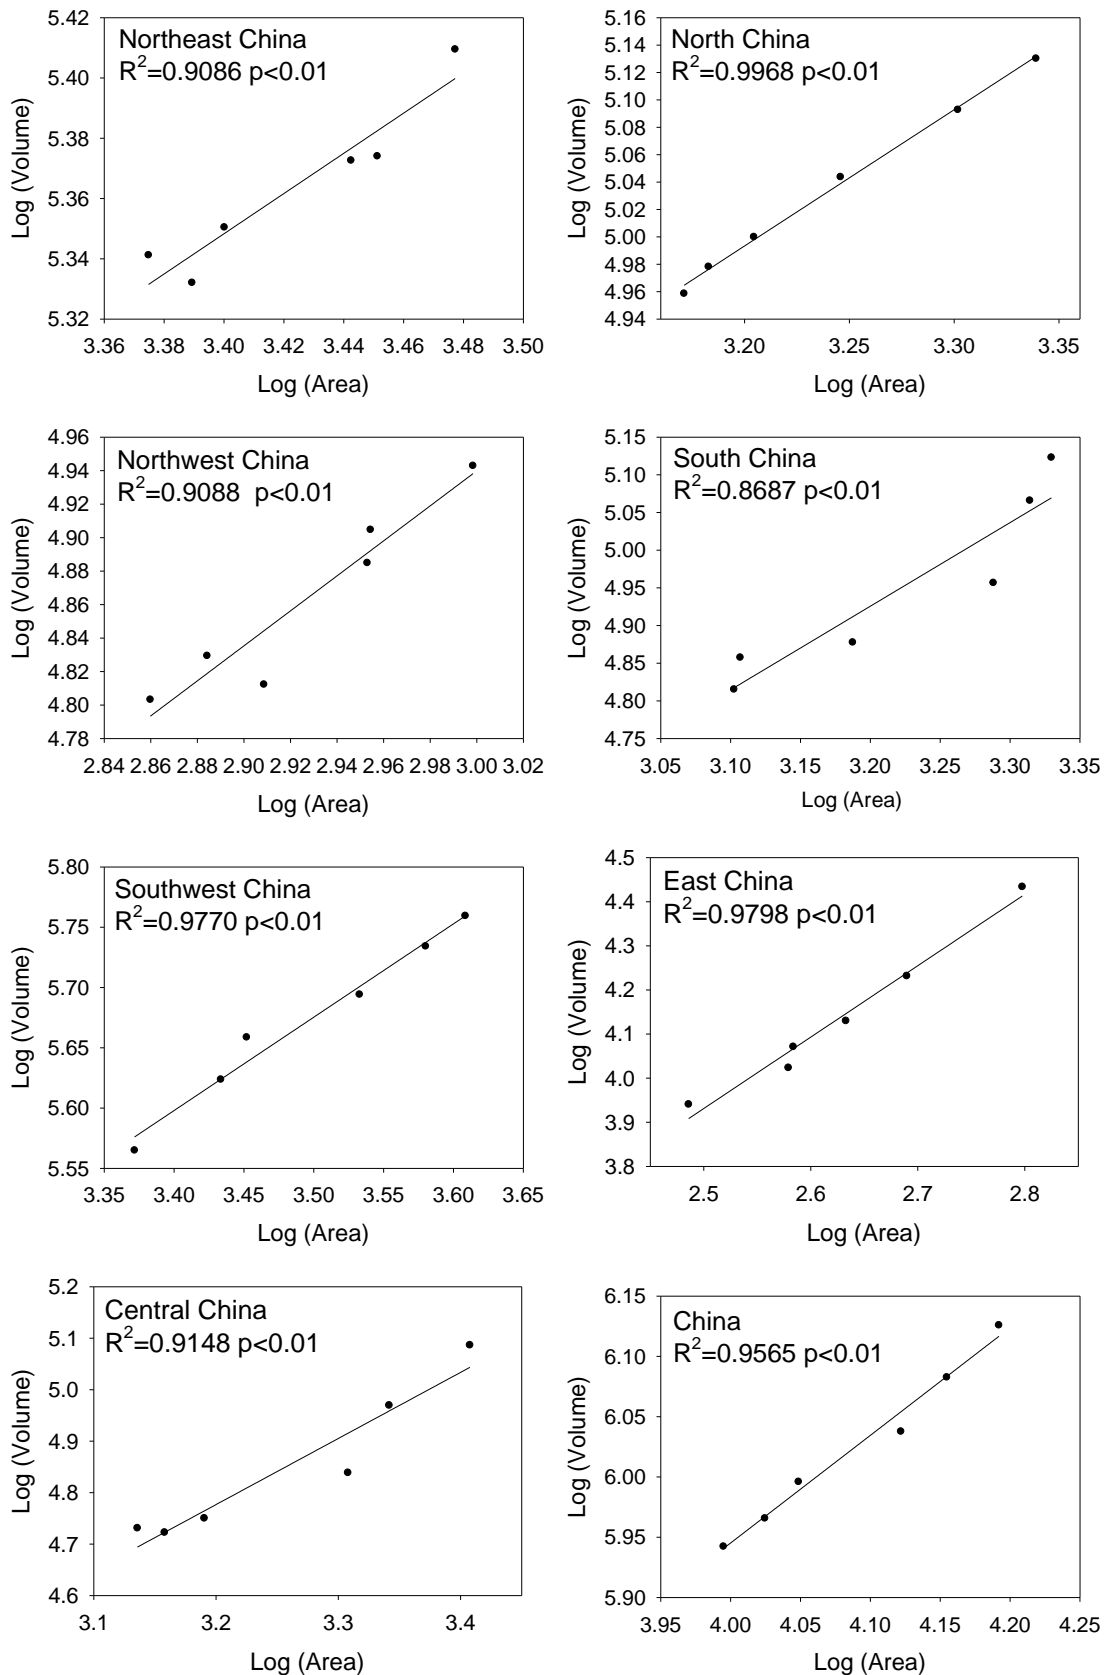 Northeast China
R²=0.9086 p<0.01
5.42
5.40
5.38
5.36
5.34
5.32
Log (Volume)
3.36 3.38 3.40 3.42 3.44 3.46 3.48 3.50
Log (Area)
North China
R²=0.9968 p<0.01
5.16
5.14
5.12
5.10
5.08
5.06
5.04
5.02
5.00
4.98
4.96
4.94
Log (Volume)
3.20 3.25 3.30 3.35
Log (Area)
Northwest China
R²=0.9088 p<0.01
4.96
4.94
4.92
4.90
4.88
4.86
4.84
4.82
4.80
4.78
Log (Volume)
2.84 2.86 2.88 2.90 2.92 2.94 2.96 2.98 3.00 3.02
Log (Area)
South China
R²=0.8687 p<0.01
5.15
5.10
5.05
5.00
4.95
4.90
4.85
4.80
4.75
Log (Volume)
3.05 3.10 3.15 3.20 3.25 3.30 3.35
Log (Area)
Southwest China
R²=0.9770 p<0.01
5.80
5.75
5.70
5.65
5.60
5.55
Log (Volume)
3.35 3.40 3.45 3.50 3.55 3.60 3.65
Log (Area)
East China
R²=0.9798 p<0.01
4.5
4.4
4.3
4.2
4.1
4.0
3.9
3.8
Log (Volume)
2.5 2.6 2.7 2.8
Log (Area)
Central China
R²=0.9148 p<0.01
5.2
5.1
5.0
4.9
4.8
4.7
4.6
Log (Volume)
3.1 3.2 3.3 3.4
Log (Area)
China
R²=0.9565 p<0.01
6.15
6.10
6.05
6.00
5.95
5.90
Log (Volume)
3.95 4.00 4.05 4.10 4.15 4.20 4.25
Log (Area)